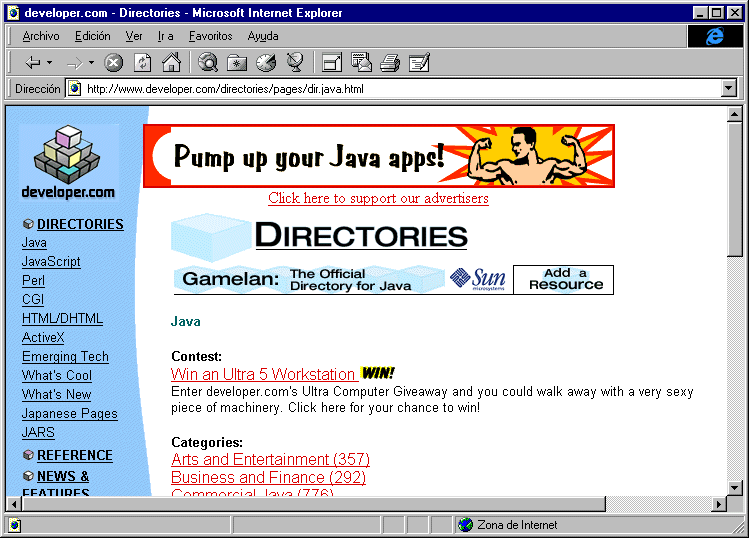 developer.com - Directories - Microsoft Internet Explorer
Archivo Edición Ver Ir a Favoritos Ayuda
Dirección http://www.developer.com/directories/pages/dir.java.html
developer.com
Pump up your Java apps!
Click here to support our advertisers
DIRECTORIES
Gamelan: The Official Directory for Java
Sun microsystems
Add a Resource
DIRECTORIES
Java
JavaScript
Perl
CGI
HTML/DHTML
ActiveX
Emerging Tech
What's Cool
What's New
Japanese Pages
JARS
REFERENCE
NEWS &
FEATURES
Java
Contest:
Win an Ultra 5 Workstation WIN!
Enter developer.com's Ultra Computer Giveaway and you could walk away with a very sexy
piece of machinery. Click here for your chance to win!
Categories:
Arts and Entertainment (357)
Business and Finance (292)
Commercial Java (776)
Zona de Internet